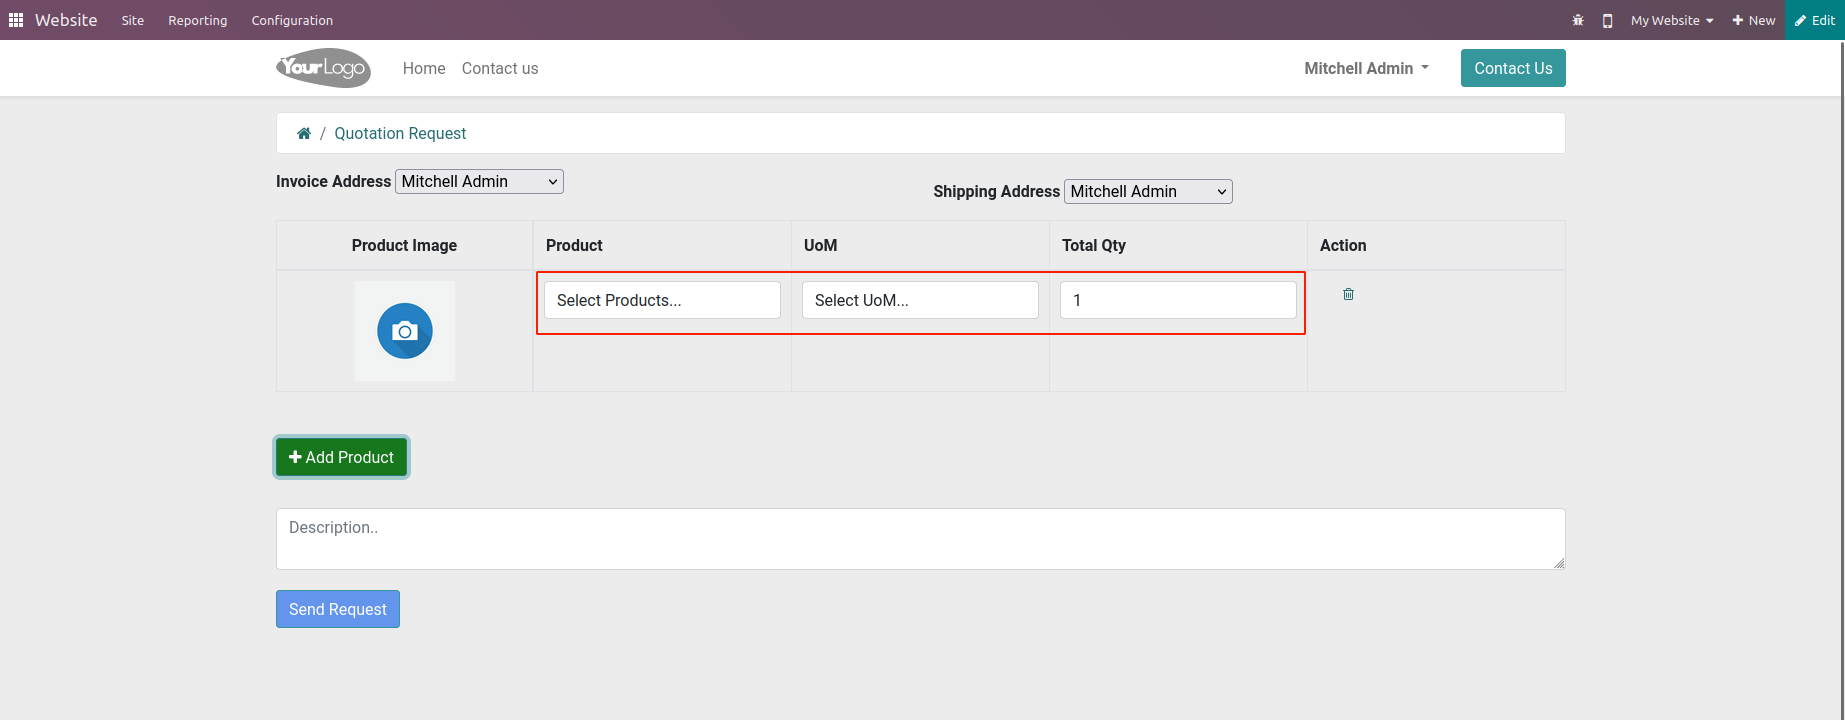 Website Site Reporting Configuration My Website New Edit
YourLogo Home Contact us Mitchell Admin Contact Us
/ Quotation Request
Invoice Address Mitchell Admin
Shipping Address Mitchell Admin
Product Image Product UoM Total Qty Action
Select Products... Select UoM... 1
Add Product
Description..
Send Request